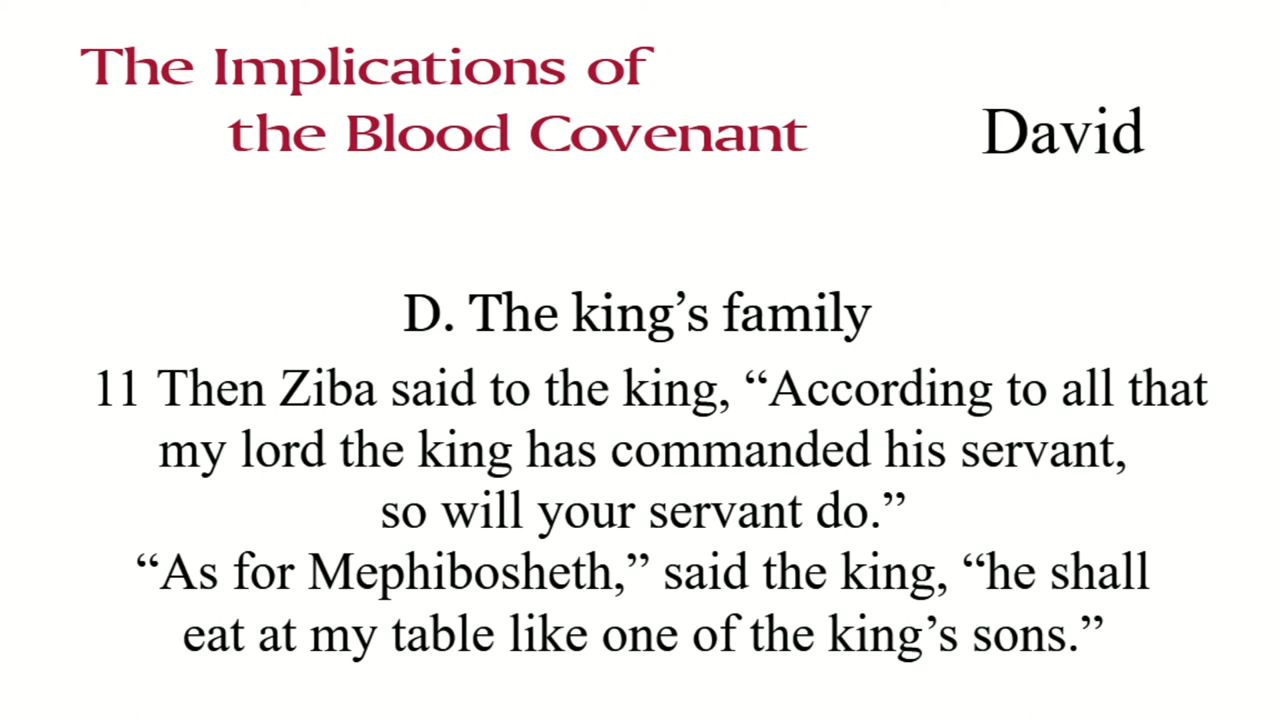 The Implications of
the Blood Covenant
David
D. The king’s family
11 Then Ziba said to the king, “According to all that
my lord the king has commanded his servant,
so will your servant do.”
“As for Mephibosheth,” said the king, “he shall
eat at my table like one of the king’s sons.”